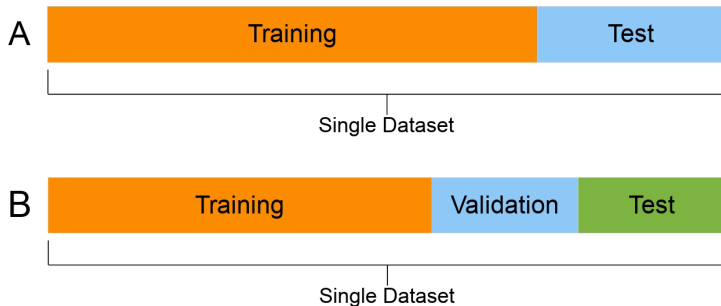 A
Training Test
Single Dataset
B
Training Validation Test
Single Dataset